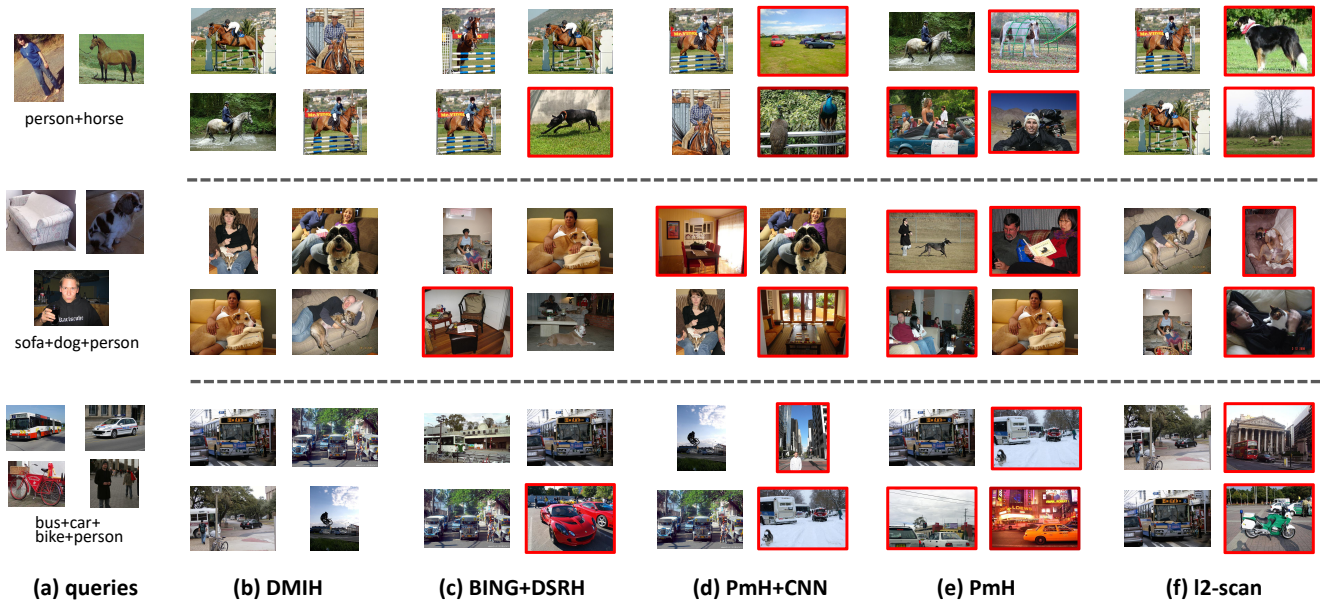 person+horse
sofa+dog+person
bus+car+
bike+person
(a) queries
(b) DMIH
(c) BING+DSRH
(d) PmH+CNN
(e) PmH
(f) l2-scan